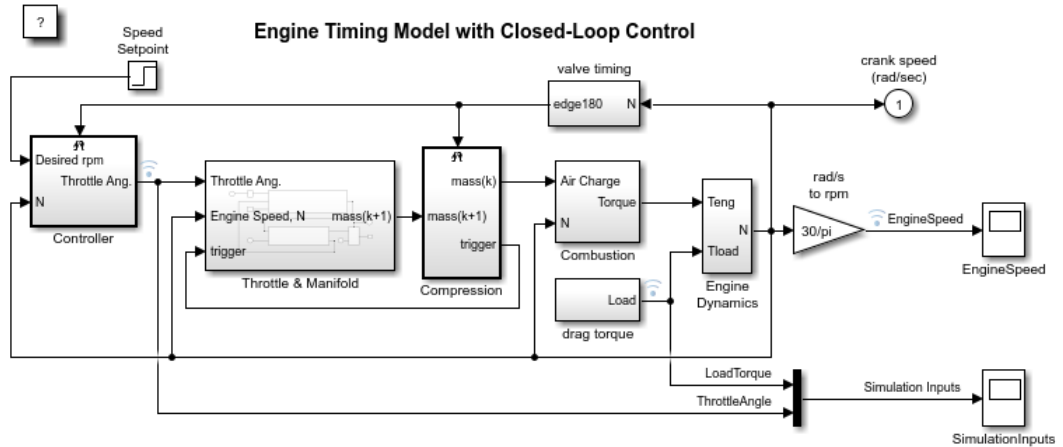 ?
Engine Timing Model with Closed-Loop Control
Speed
Setpoint
valve timing
edge180 N
crank speed
(rad/sec)
1
Desired rpm
Throttle Ang.
N
Controller
Throttle Ang.
Engine Speed, N
mass(k+1)
trigger
Throttle & Manifold
mass(k)
mass(k+1)
trigger
Compression
Air Charge
Torque
N
Combustion
Load
drag torque
Teng
N
Tload
Engine
Dynamics
rad/s
to rpm
30/pi
EngineSpeed
EngineSpeed
LoadTorque
ThrottleAngle
Simulation Inputs
SimulationInputs